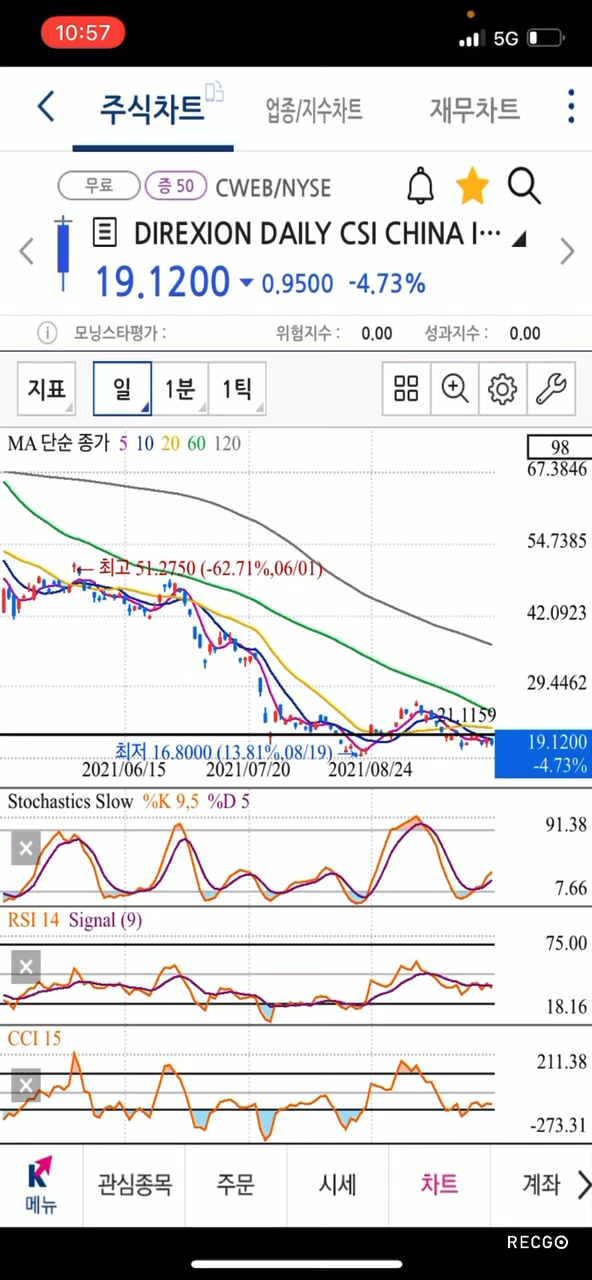 10:57
5G
주식차트 업종/지수차트 재무차트
무료 증 50 CWEB/NYSE
DIREXION DAILY CSI CHINA I···
19.1200 0.9500 -4.73%
모닝스타평가 : 위험지수 : 0.00 성과지수 : 0.00
지표 일 1분 1틱
MA 단순 종가 5 10 20 60 120
98
67.3846
54.7385
최고 51.2750 (-62.71%,06/01)
42.0923
29.4462
21.1159
19.1200
-4.73%
최저 16.8000 (13.81%,08/19)
2021/06/15 2021/07/20 2021/08/24
Stochastics Slow %K 9,5 %D 5
91.38
7.66
RSI 14 Signal (9)
75.00
18.16
CCI 15
211.38
-273.31
K
메뉴 관심종목 주문 시세 차트 계좌
RECGO